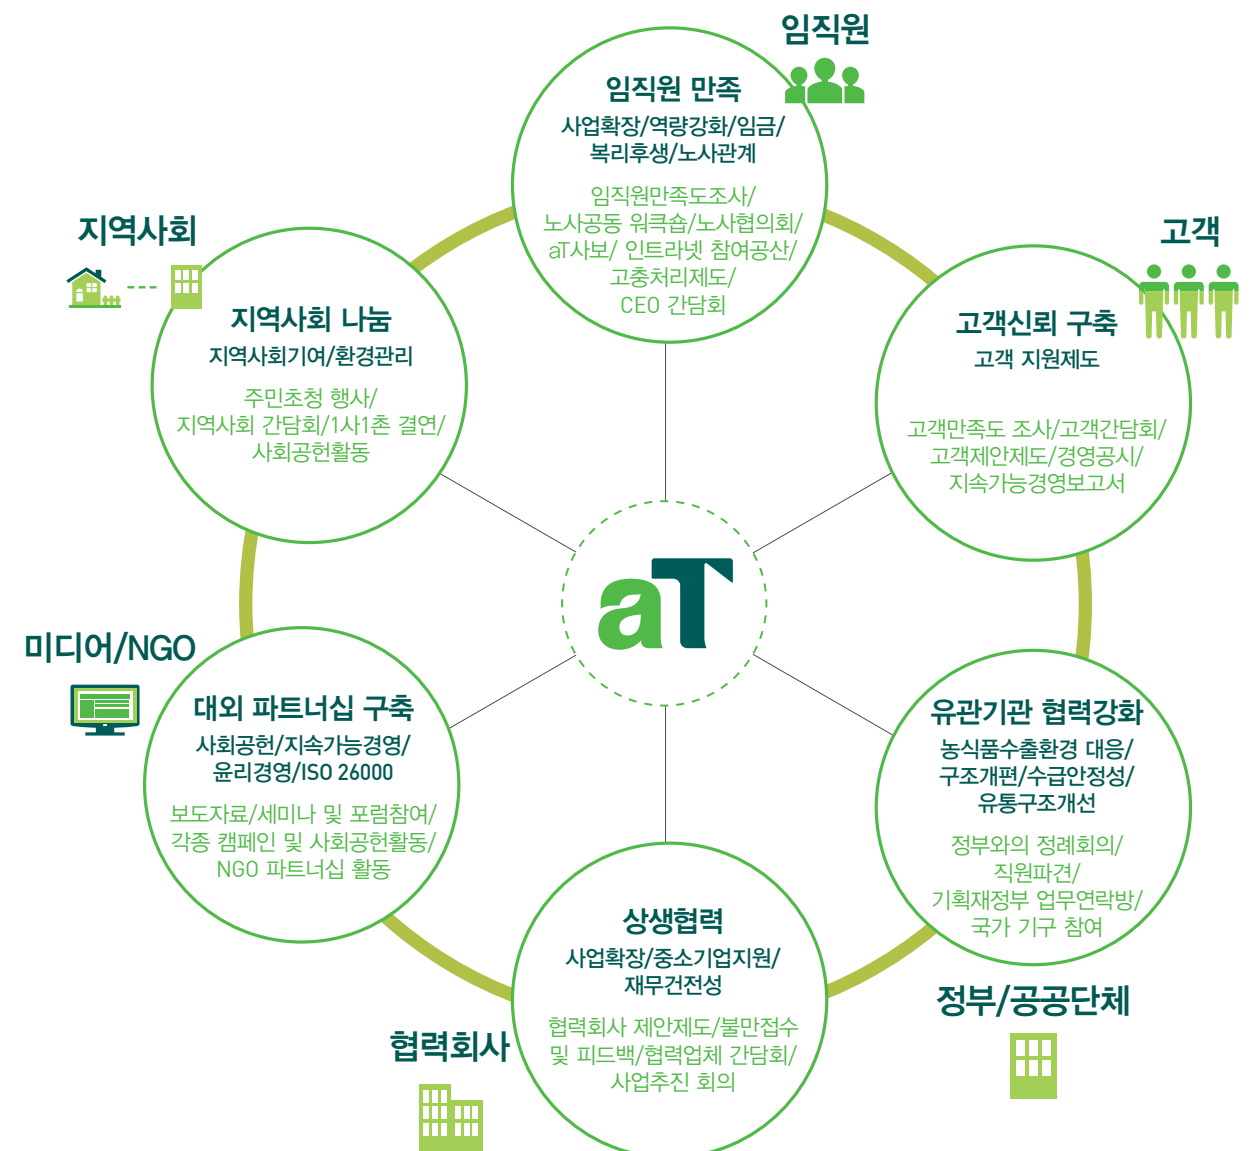 임직원
임직원 만족
사업확장/역량강화/임금/
복리후생/노사관계
임직원만족도조사/
노사공동 워크숍/노사협의회/
aT사보/ 인트라넷 참여공산/
고충처리제도/
CEO 간담회
고객
고객신뢰 구축
고객 지원제도
고객만족도 조사/고객간담회/
고객제안제도/경영공시/
지속가능경영보고서
유관기관 협력강화
농식품수출환경 대응/
구조개편/수급안정성/
유통구조개선
정부와의 정례회의/
직원파견/
기획재정부 업무연락방/
국가 기구 참여
정부/공공단체
상생협력
사업확장/중소기업지원/
재무건전성
협력회사 제안제도/불만접수
및 피드백/협력업체 간담회/
사업추진 회의
협력회사
미디어/NGO
대외 파트너십 구축
사회공헌/지속가능경영/
윤리경영/ISO 26000
보도자료/세미나 및 포럼참여/
각종 캠페인 및 사회공헌활동/
NGO 파트너십 활동
지역사회
지역사회 나눔
지역사회기여/환경관리
주민초청 행사/
지역사회 간담회/1사1촌 결연/
사회공헌활동
aT